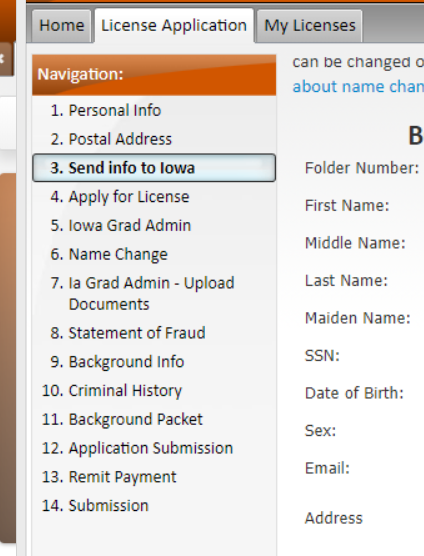 Home License Application My Licenses
Navigation:
1. Personal Info
2. Postal Address
3. Send info to Iowa
4. Apply for License
5. Iowa Grad Admin
6. Name Change
7. Ia Grad Admin - Upload
Documents
8. Statement of Fraud
9. Background Info
10. Criminal History
11. Background Packet
12. Application Submission
13. Remit Payment
14. Submission
can be changed o
about name chan
B
Folder Number:
First Name:
Middle Name:
Last Name:
Maiden Name:
SSN:
Date of Birth:
Sex:
Email:
Address